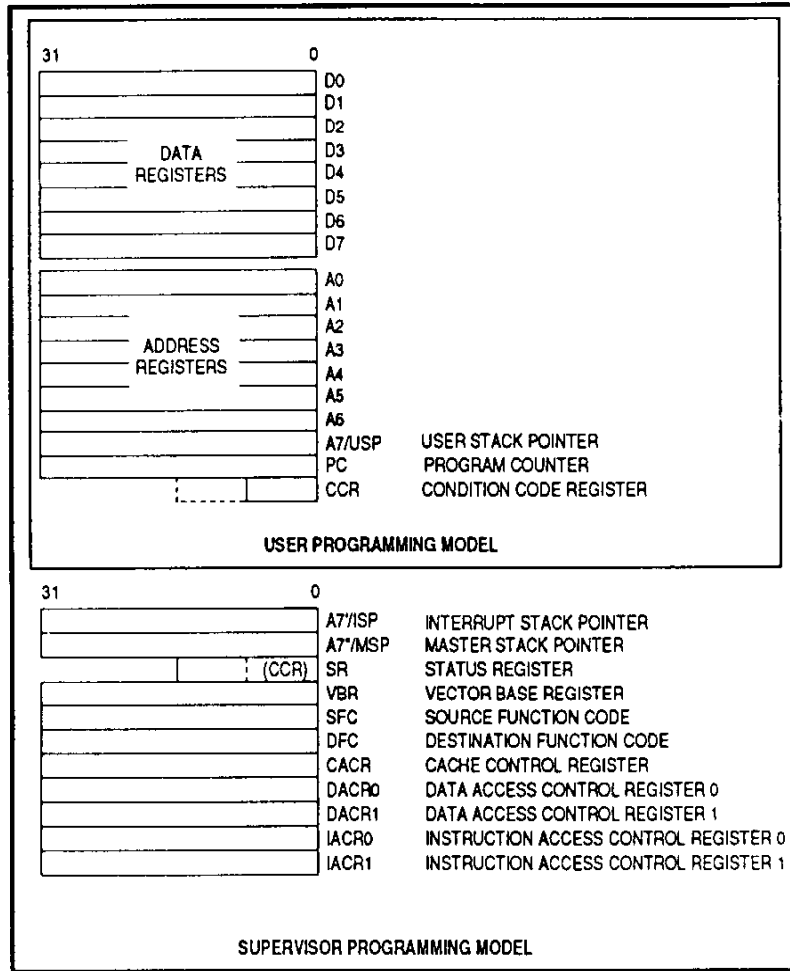 31 0
D0
D1
D2
D3
D4
D5
D6
D7
DATA
REGISTERS
A0
A1
A2
A3
A4
A5
A6
ADDRESS
REGISTERS
A7/USP USER STACK POINTER
PC PROGRAM COUNTER
CCR CONDITION CODE REGISTER
USER PROGRAMMING MODEL
31 0
A7'/ISP INTERRUPT STACK POINTER
A7"/MSP MASTER STACK POINTER
(CCR) SR STATUS REGISTER
VBR VECTOR BASE REGISTER
SFC SOURCE FUNCTION CODE
DFC DESTINATION FUNCTION CODE
CACR CACHE CONTROL REGISTER
DACR0 DATA ACCESS CONTROL REGISTER 0
DACR1 DATA ACCESS CONTROL REGISTER 1
IACR0 INSTRUCTION ACCESS CONTROL REGISTER 0
IACR1 INSTRUCTION ACCESS CONTROL REGISTER 1
SUPERVISOR PROGRAMMING MODEL